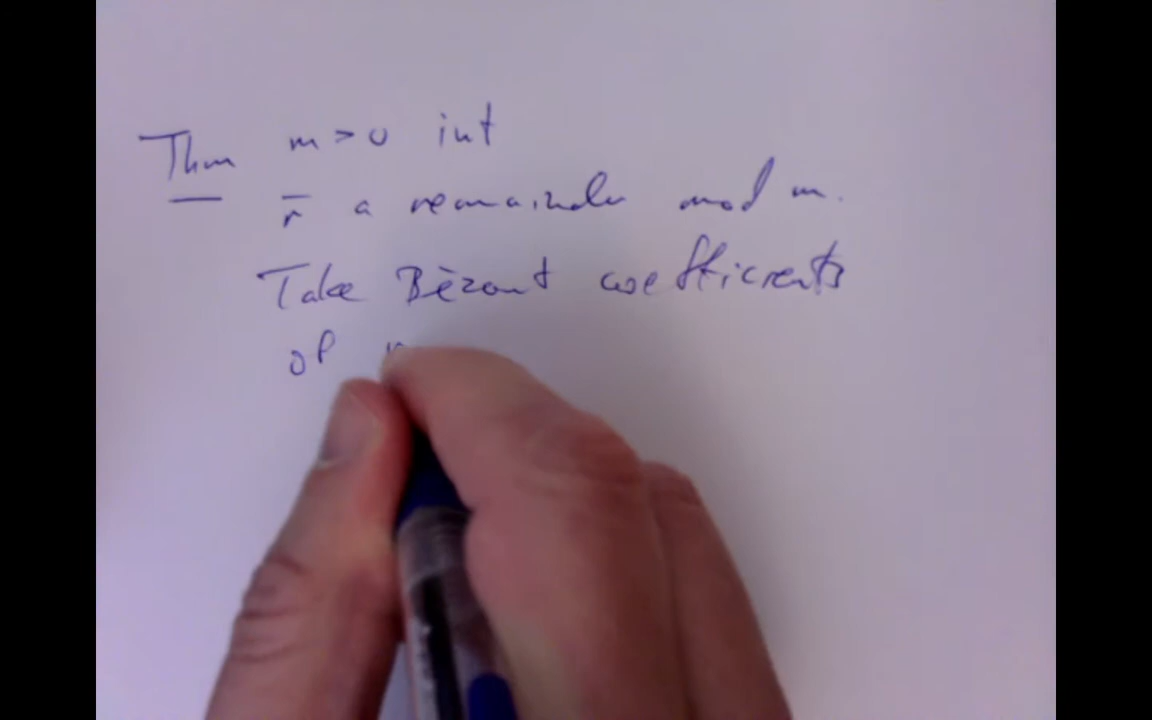 Thm m > 0 int
r̄ a remainder mod m.
Take Bèzout coefficients
of